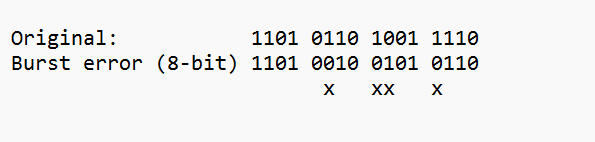 Original: 1101 0110 1001 1110
Burst error (8-bit) 1101 0010 0101 0110
x xx x